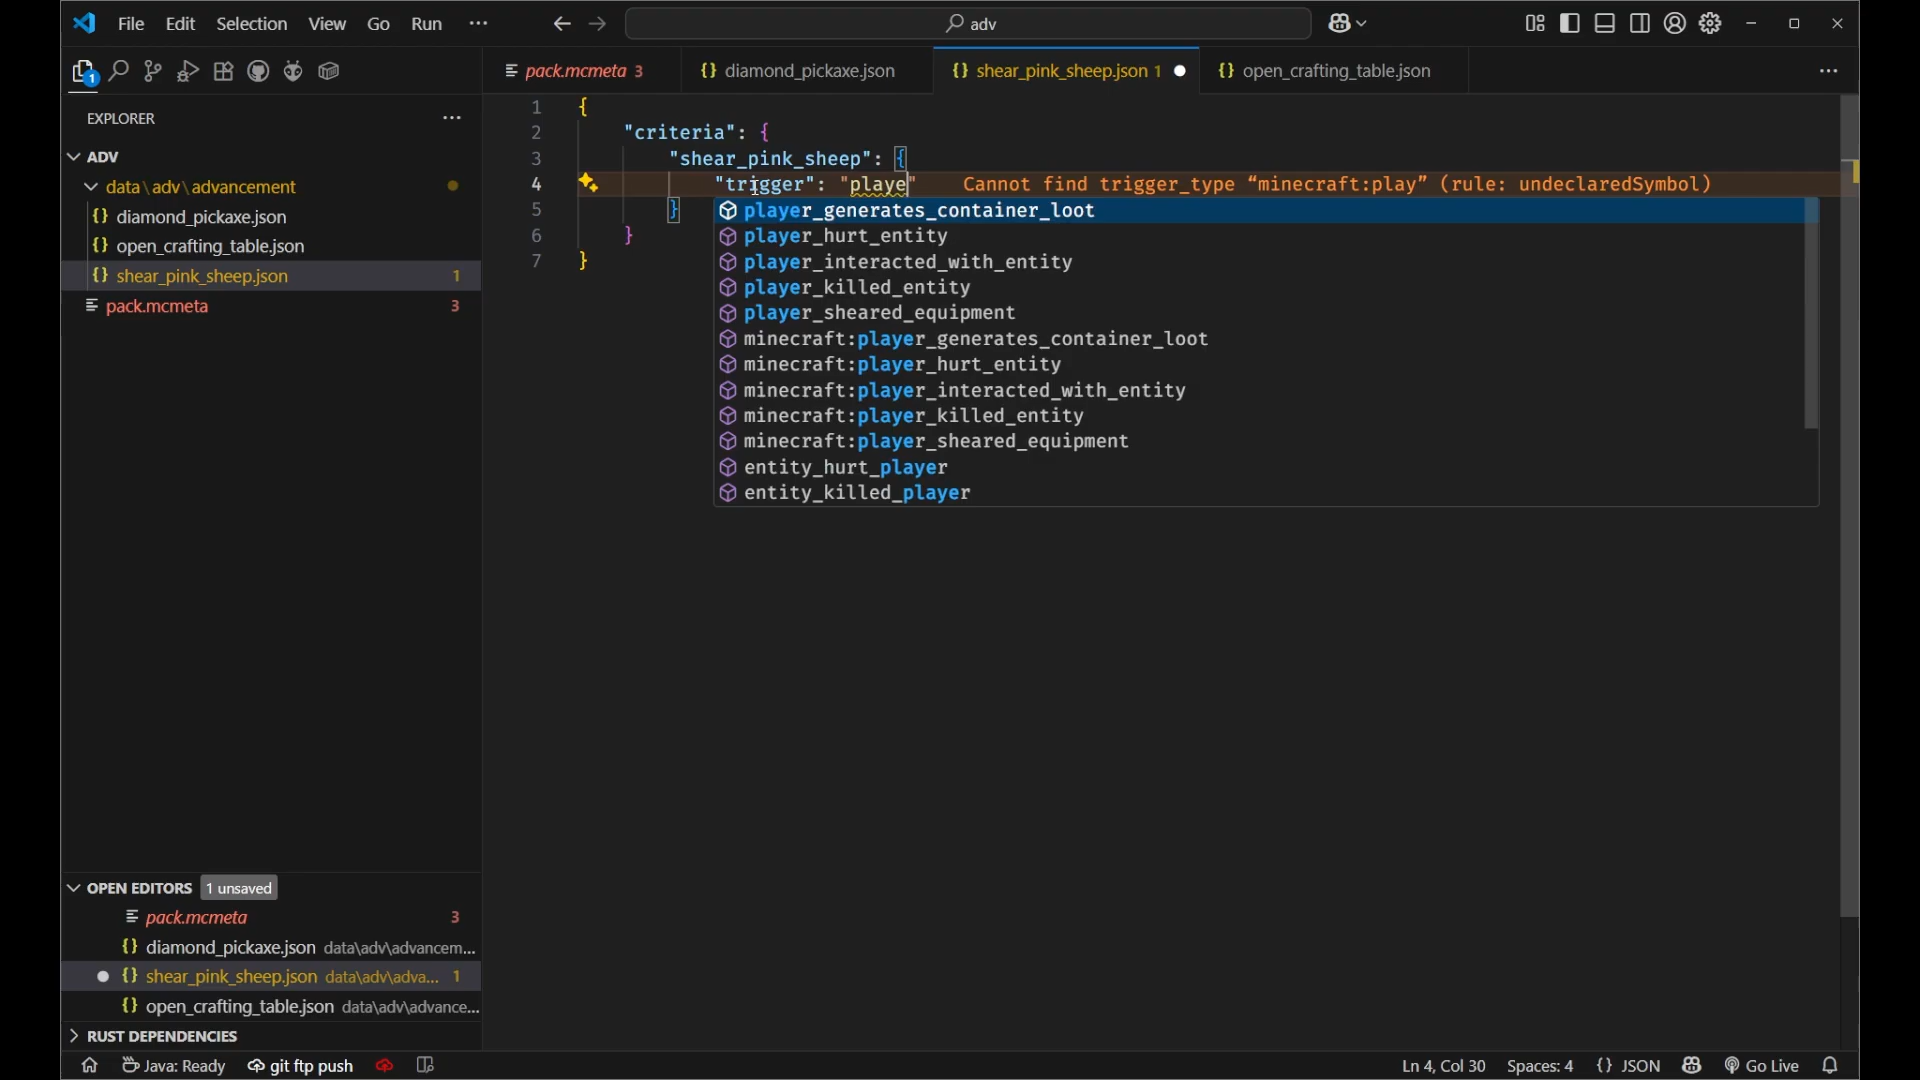 File Edit Selection View Go Run ··· adv
1 pack.mcmeta 3 diamond_pickaxe.json shear_pink_sheep.json 1 open_crafting_table.json ···
EXPLORER ···
ADV
data\adv\advancement
diamond_pickaxe.json
open_crafting_table.json
shear_pink_sheep.json 1
pack.mcmeta 3
1 {
2 "criteria": {
3 "shear_pink_sheep": {
4 "trigger": "playe" Cannot find trigger_type “minecraft:play” (rule: undeclaredSymbol)
5 }
6 }
7 }
player_generates_container_loot
player_hurt_entity
player_interacted_with_entity
player_killed_entity
player_sheared_equipment
minecraft:player_generates_container_loot
minecraft:player_hurt_entity
minecraft:player_interacted_with_entity
minecraft:player_killed_entity
minecraft:player_sheared_equipment
entity_hurt_player
entity_killed_player
OPEN EDITORS 1 unsaved
pack.mcmeta 3
diamond_pickaxe.json data\adv\advancem...
shear_pink_sheep.json data\adv\adva... 1
open_crafting_table.json data\adv\advance...
RUST DEPENDENCIES
Java: Ready git ftp push Ln 4, Col 30 Spaces: 4 {} JSON Go Live